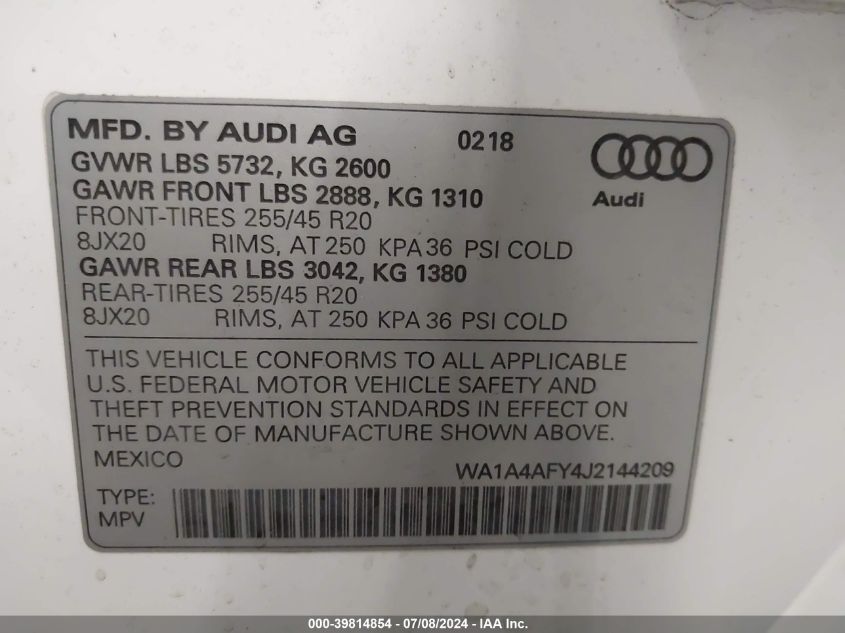 MFD. BY AUDI AG 0218
GVWR LBS 5732, KG 2600
GAWR FRONT LBS 2888, KG 1310
FRONT-TIRES 255/45 R20
8JX20 RIMS, AT 250 KPA 36 PSI COLD
GAWR REAR LBS 3042, KG 1380
REAR-TIRES 255/45 R20
8JX20 RIMS, AT 250 KPA 36 PSI COLD
Audi
THIS VEHICLE CONFORMS TO ALL APPLICABLE
U.S. FEDERAL MOTOR VEHICLE SAFETY AND
THEFT PREVENTION STANDARDS IN EFFECT ON
THE DATE OF MANUFACTURE SHOWN ABOVE.
MEXICO WA1A4AFY4J2144209
TYPE:
MPV
000-39814854 - 07/08/2024 - IAA Inc.